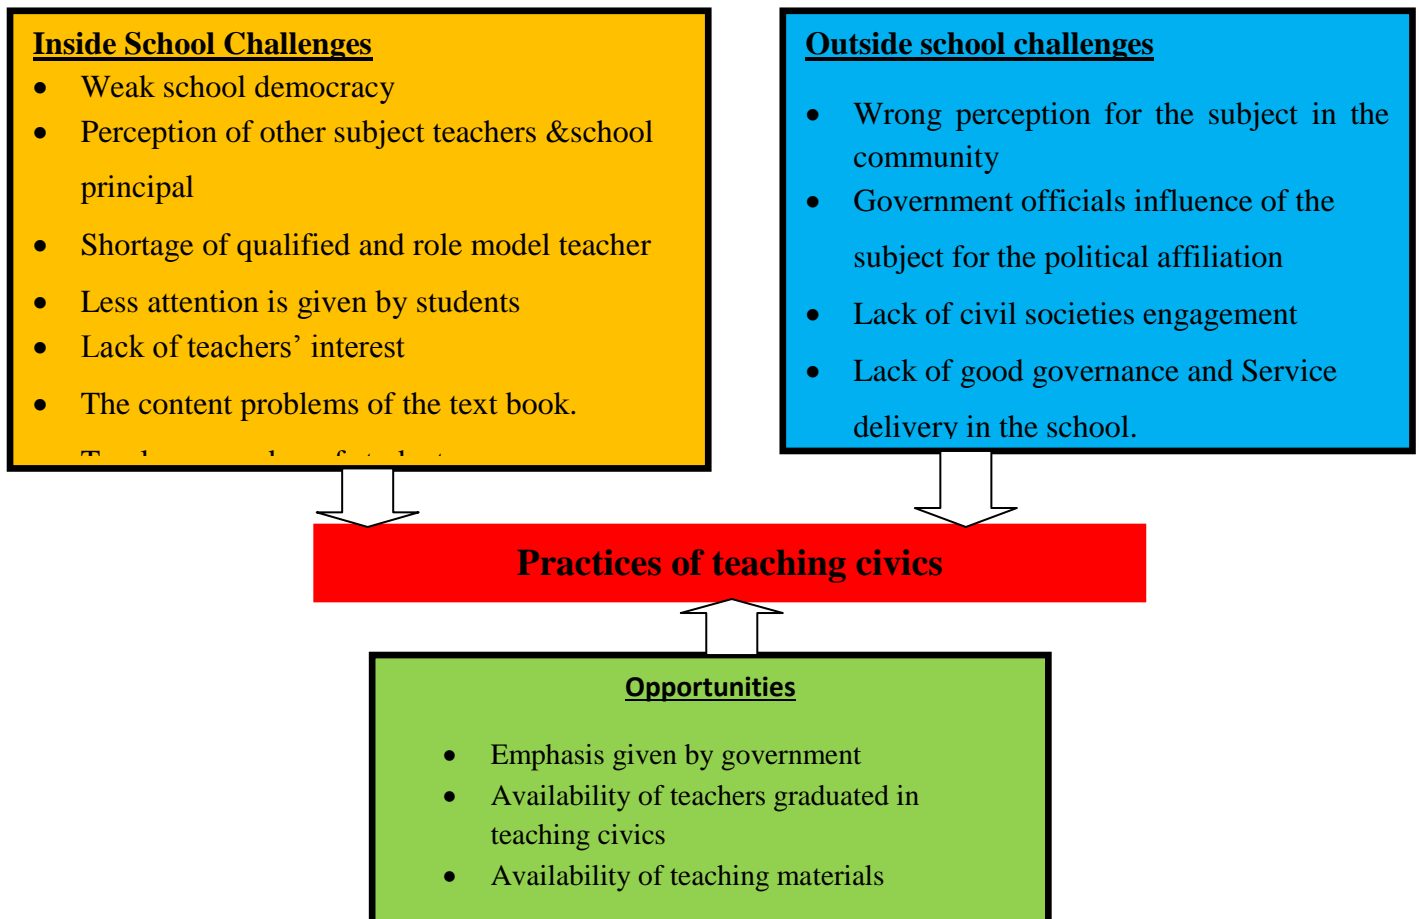 Inside School Challenges
• Weak school democracy
• Perception of other subject teachers &school
principal
• Shortage of qualified and role model teacher
• Less attention is given by students
• Lack of teachers’ interest
• The content problems of the text book.
Outside school challenges
• Wrong perception for the subject in the
community
• Government officials influence of the
subject for the political affiliation
• Lack of civil societies engagement
• Lack of good governance and Service
delivery in the school.
Practices of teaching civics
Opportunities
• Emphasis given by government
• Availability of teachers graduated in
teaching civics
• Availability of teaching materials